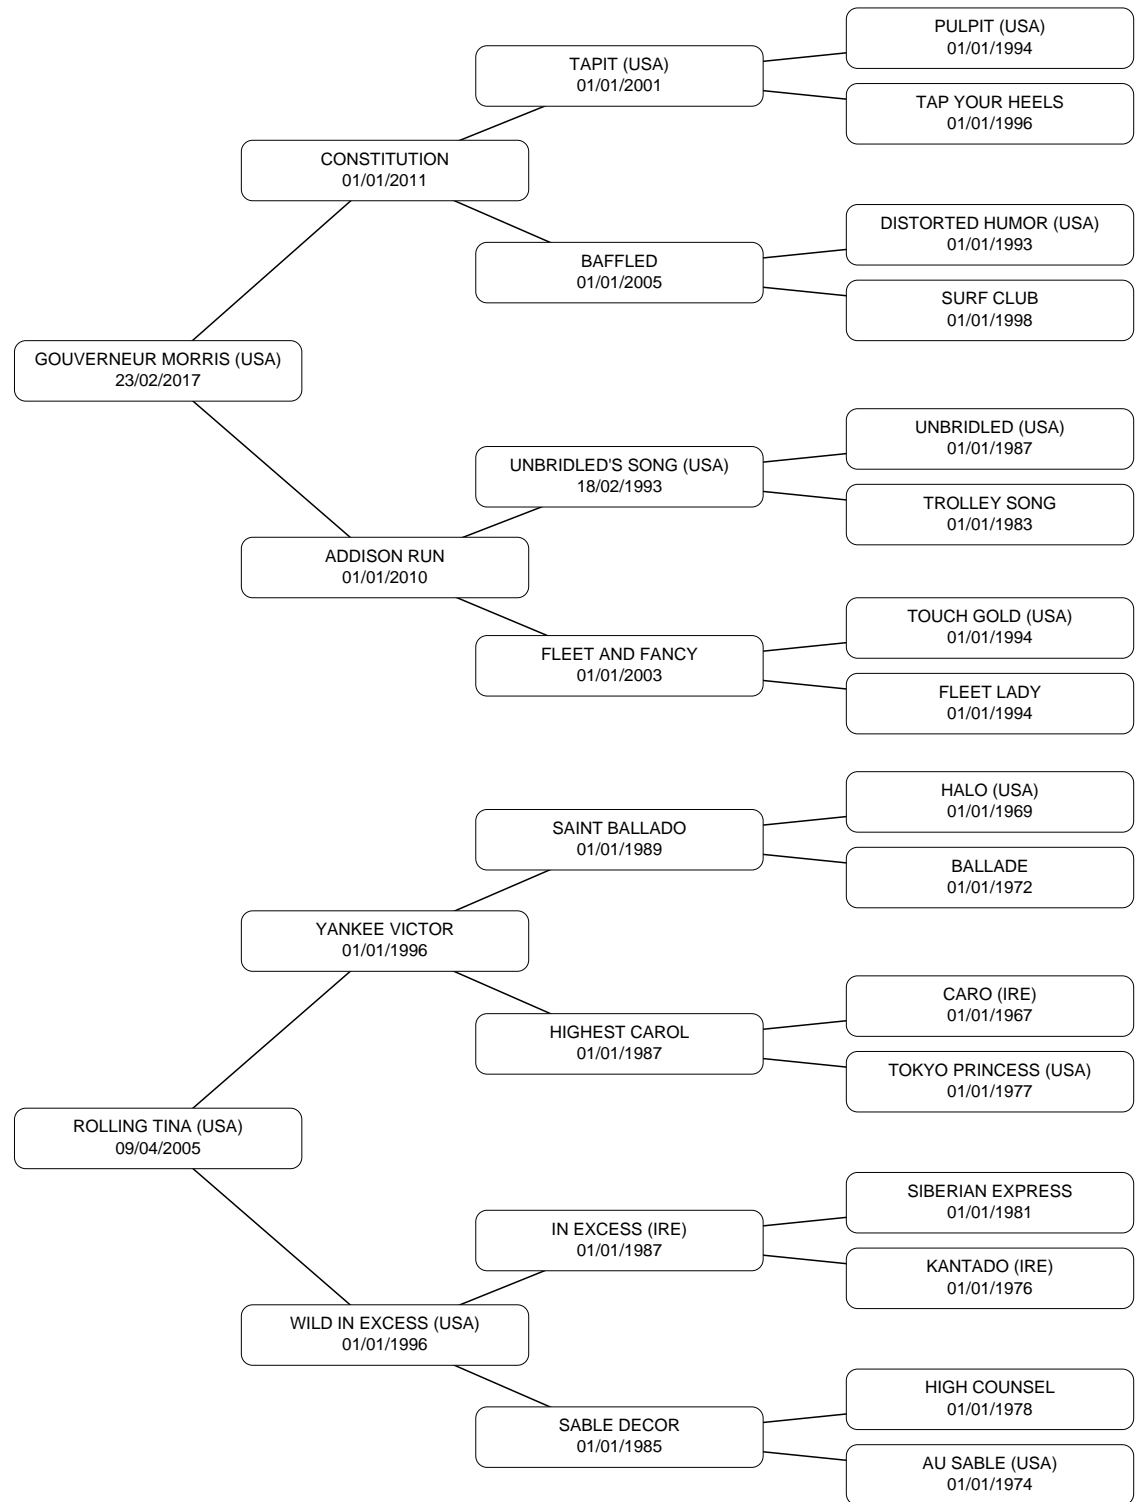 PULPIT (USA)
01/01/1994
TAPIT (USA)
01/01/2001
TAP YOUR HEELS
01/01/1996
CONSTITUTION
01/01/2011
DISTORTED HUMOR (USA)
01/01/1993
BAFFLED
01/01/2005
SURF CLUB
01/01/1998
GOUVERNEUR MORRIS (USA)
23/02/2017
UNBRIDLED (USA)
01/01/1987
UNBRIDLED'S SONG (USA)
18/02/1993
TROLLEY SONG
01/01/1983
ADDISON RUN
01/01/2010
TOUCH GOLD (USA)
01/01/1994
FLEET AND FANCY
01/01/2003
FLEET LADY
01/01/1994
HALO (USA)
01/01/1969
SAINT BALLADO
01/01/1989
BALLADE
01/01/1972
YANKEE VICTOR
01/01/1996
CARO (IRE)
01/01/1967
HIGHEST CAROL
01/01/1987
TOKYO PRINCESS (USA)
01/01/1977
ROLLING TINA (USA)
09/04/2005
SIBERIAN EXPRESS
01/01/1981
IN EXCESS (IRE)
01/01/1987
KANTADO (IRE)
01/01/1976
WILD IN EXCESS (USA)
01/01/1996
HIGH COUNSEL
01/01/1978
SABLE DECOR
01/01/1985
AU SABLE (USA)
01/01/1974